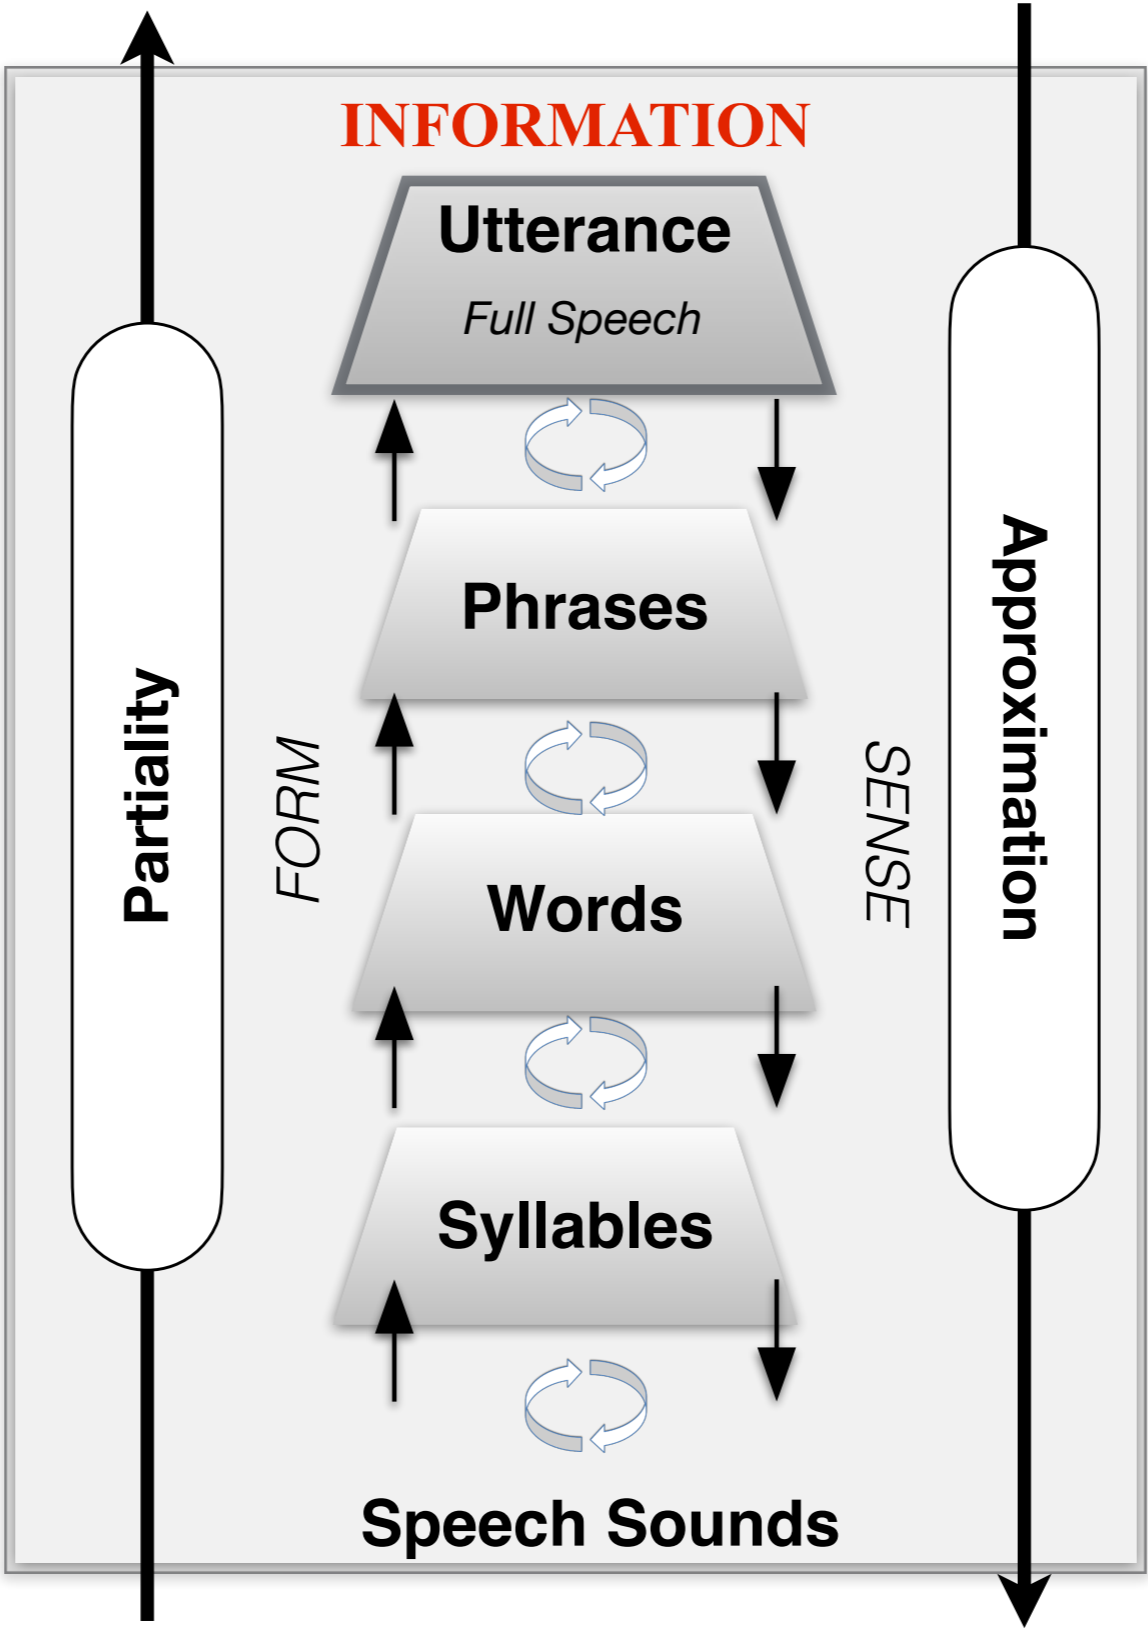 INFORMATION
Utterance
Full Speech
Phrases
Words
Syllables
Speech Sounds
Partiality
FORM
SENSE
Approximation